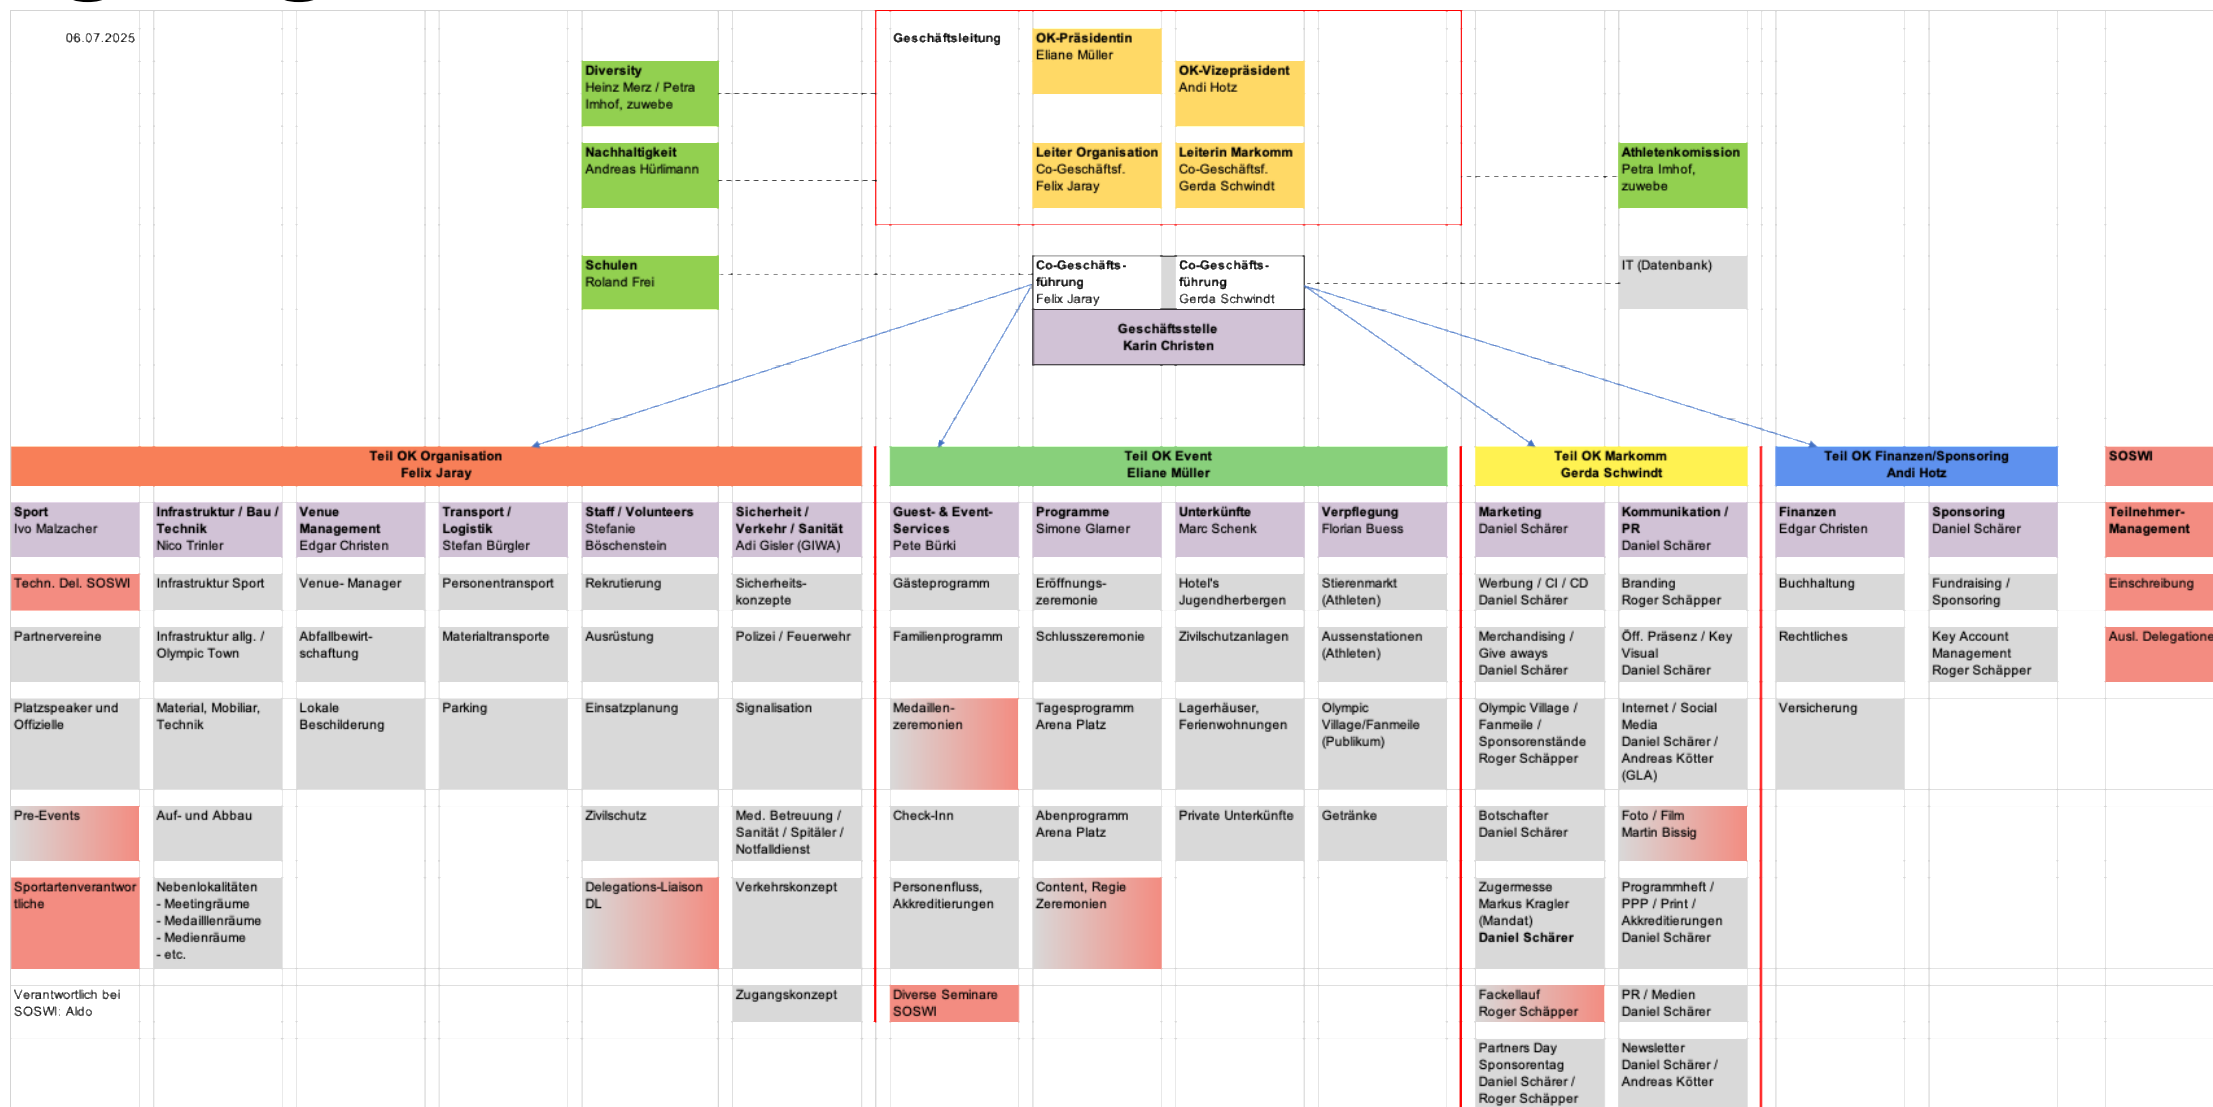 06.07.2025
Geschäftsleitung
OK-Präsidentin
Eliane Müller
OK-Vizepräsident
Andi Hotz
Diversity
Heinz Merz / Petra
Imhof, zuwebe
Nachhaltigkeit
Andreas Hürlimann
Leiter Organisation
Co-Geschäftsf.
Felix Jaray
Leiterin Markomm
Co-Geschäftsf.
Gerda Schwindt
Athletenkomission
Petra Imhof,
zuwebe
Schulen
Roland Frei
Co-Geschäfts-
führung
Felix Jaray
Co-Geschäfts-
führung
Gerda Schwindt
IT (Datenbank)
Geschäftsstelle
Karin Christen
Teil OK Organisation
Felix Jaray
Teil OK Event
Eliane Müller
Teil OK Markomm
Gerda Schwindt
Teil OK Finanzen/Sponsoring
Andi Hotz
SOSWI
Sport
Ivo Malzacher
Infrastruktur / Bau /
Technik
Nico Trinler
Venue
Management
Edgar Christen
Transport /
Logistik
Stefan Bürgler
Staff / Volunteers
Stefanie
Böschenstein
Sicherheit /
Verkehr / Sanität
Adi Gisler (GIWA)
Guest- & Event-
Services
Pete Bürki
Programme
Simone Glarner
Unterkünfte
Marc Schenk
Verpflegung
Florian Buess
Marketing
Daniel Schärer
Kommunikation /
PR
Daniel Schärer
Finanzen
Edgar Christen
Sponsoring
Daniel Schärer
Teilnehmer-
Management
Techn. Del. SOSWI
Infrastruktur Sport
Venue- Manager
Personentransport
Rekrutierung
Sicherheits-
konzepte
Gästeprogramm
Eröffnungs-
zeremonie
Hotel's
Jugendherbergen
Stierenmarkt
(Athleten)
Werbung / CI / CD
Daniel Schärer
Branding
Roger Schäpper
Buchhaltung
Fundraising /
Sponsoring
Einschreibung
Partnervereine
Infrastruktur allg. /
Olympic Town
Abfallbewirt-
schaftung
Materialtransporte
Ausrüstung
Polizei / Feuerwehr
Familienprogramm
Schlusszeremonie
Zivilschutzanlagen
Aussenstationen
(Athleten)
Merchandising /
Give aways
Daniel Schärer
Öff. Präsenz / Key
Visual
Daniel Schärer
Rechtliches
Key Account
Management
Roger Schäpper
Ausl. Delegatione
Platzspeaker und
Offizielle
Material, Mobiliar,
Technik
Lokale
Beschilderung
Parking
Einsatzplanung
Signalisation
Medaillen-
zeremonien
Tagesprogramm
Arena Platz
Lagerhäuser,
Ferienwohnungen
Olympic
Village/Fanmeile
(Publikum)
Olympic Village /
Fanmeile /
Sponsorenstände
Roger Schäpper
Internet / Social
Media
Daniel Schärer /
Andreas Kötter
(GLA)
Versicherung
Pre-Events
Auf- und Abbau
Zivilschutz
Med. Betreuung /
Sanität / Spitäler /
Notfalldienst
Check-Inn
Abenprogramm
Arena Platz
Private Unterkünfte
Getränke
Botschafter
Daniel Schärer
Foto / Film
Martin Bissig
Sportartenverantwor
tliche
Nebenlokalitäten
- Meetingräume
- Medailllenräume
- Medienräume
- etc.
Delegations-Liaison
DL
Verkehrskonzept
Personenfluss,
Akkreditierungen
Content, Regie
Zeremonien
Zugermesse
Markus Kragler
(Mandat)
Daniel Schärer
Programmheft /
PPP / Print /
Akkreditierungen
Daniel Schärer
Verantwortlich bei
SOSWI: Aldo
Zugangskonzept
Diverse Seminare
SOSWI
Fackellauf
Roger Schäpper
PR / Medien
Daniel Schärer
Partners Day
Sponsorentag
Daniel Schärer /
Roger Schäpper
Newsletter
Daniel Schärer /
Andreas Kötter